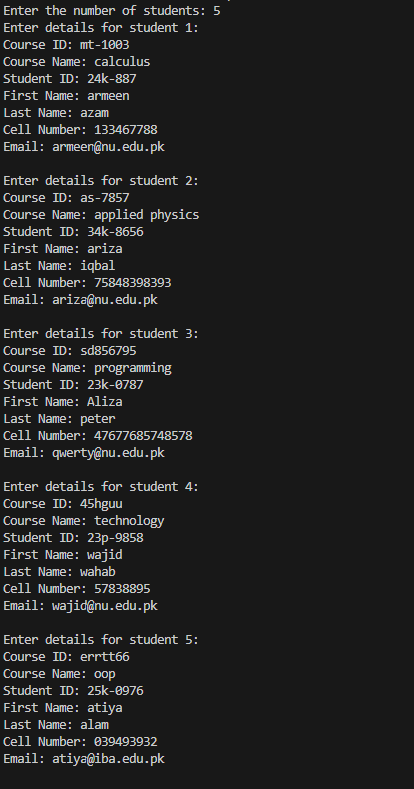 Enter the number of students: 5
Enter details for student 1:
Course ID: mt-1003
Course Name: calculus
Student ID: 24k-887
First Name: armeen
Last Name: azam
Cell Number: 133467788
Email: armeen@nu.edu.pk
Enter details for student 2:
Course ID: as-7857
Course Name: applied physics
Student ID: 34k-8656
First Name: ariza
Last Name: iqbal
Cell Number: 75848398393
Email: ariza@nu.edu.pk
Enter details for student 3:
Course ID: sd856795
Course Name: programming
Student ID: 23k-0787
First Name: Aliza
Last Name: peter
Cell Number: 47677685748578
Email: qwerty@nu.edu.pk
Enter details for student 4:
Course ID: 45hguu
Course Name: technology
Student ID: 23p-9858
First Name: wajid
Last Name: wahab
Cell Number: 57838895
Email: wajid@nu.edu.pk
Enter details for student 5:
Course ID: errtt66
Course Name: oop
Student ID: 25k-0976
First Name: atiya
Last Name: alam
Cell Number: 039493932
Email: atiya@iba.edu.pk